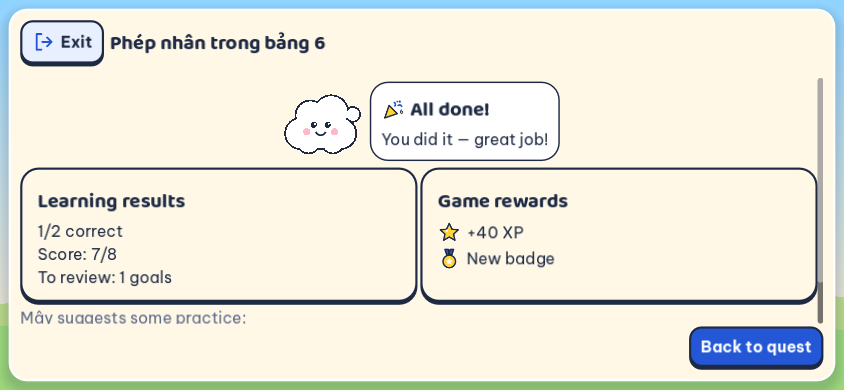 Exit
Phép nhân trong bảng 6
All done!
You did it — great job!
Learning results
1/2 correct
Score: 7/8
To review: 1 goals
Game rewards
+40 XP
New badge
Mây suggests some practice:
Back to quest